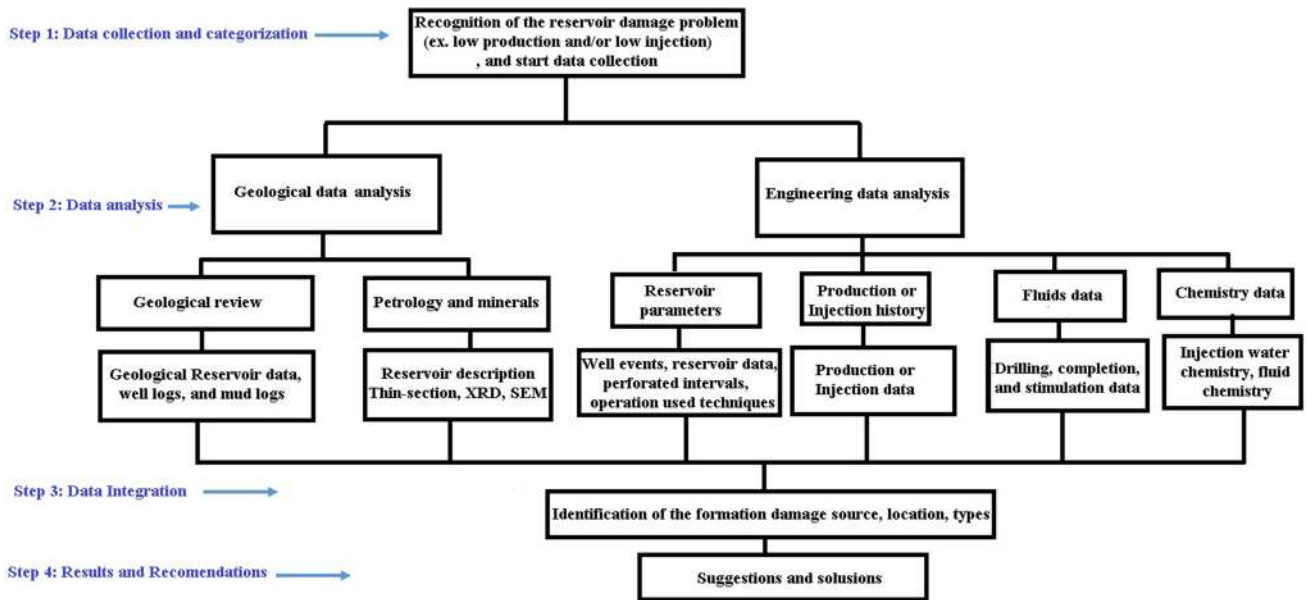 Step 1: Data collection and categorization
Recognition of the reservoir damage problem
(ex. low production and/or low injection)
, and start data collection
Step 2: Data analysis
Geological data analysis
Engineering data analysis
Geological review
Petrology and minerals
Reservoir
parameters
Production or
Injection history
Fluids data
Chemistry data
Geological Reservoir data,
well logs, and mud logs
Reservoir description
Thin-section, XRD, SEM
Well events, reservoir data,
perforated intervals,
operation used techniques
Production or
Injection data
Drilling, completion,
and stimulation data
Injection water
chemistry, fluid
chemistry
Step 3: Data Integration
Identification of the formation damage source, location, types
Step 4: Results and Recomendations
Suggestions and solusions